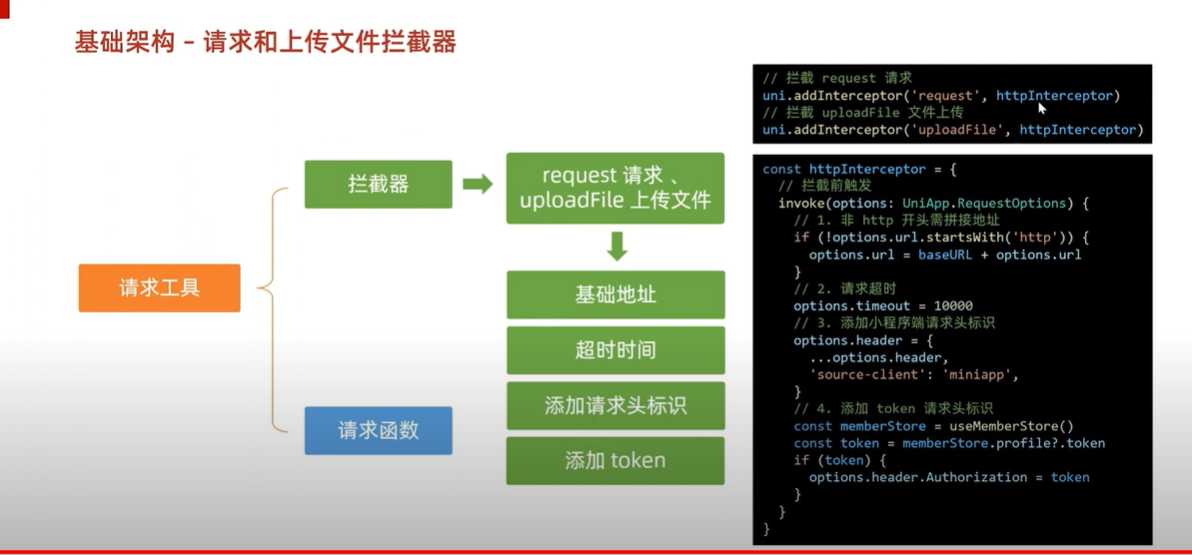 基础架构 – 请求和上传文件拦截器
请求工具
拦截器
请求函数
request 请求 、
uploadFile 上传文件
基础地址
超时时间
添加请求头标识
添加 token
// 拦截 request 请求
uni.addInterceptor('request', httpInterceptor)
// 拦截 uploadFile 文件上传
uni.addInterceptor('uploadFile', httpInterceptor)
const httpInterceptor = {
  // 拦截前触发
  invoke(options: UniApp.RequestOptions) {
    // 1. 非 http 开头需拼接地址
    if (!options.url.startsWith('http')) {
      options.url = baseURL + options.url
    }
    // 2. 请求超时
    options.timeout = 10000
    // 3. 添加小程序端请求头标识
    options.header = {
      ...options.header,
      'source-client': 'miniapp',
    }
    // 4. 添加 token 请求头标识
    const memberStore = useMemberStore()
    const token = memberStore.profile?.token
    if (token) {
      options.header.Authorization = token
    }
  }
}